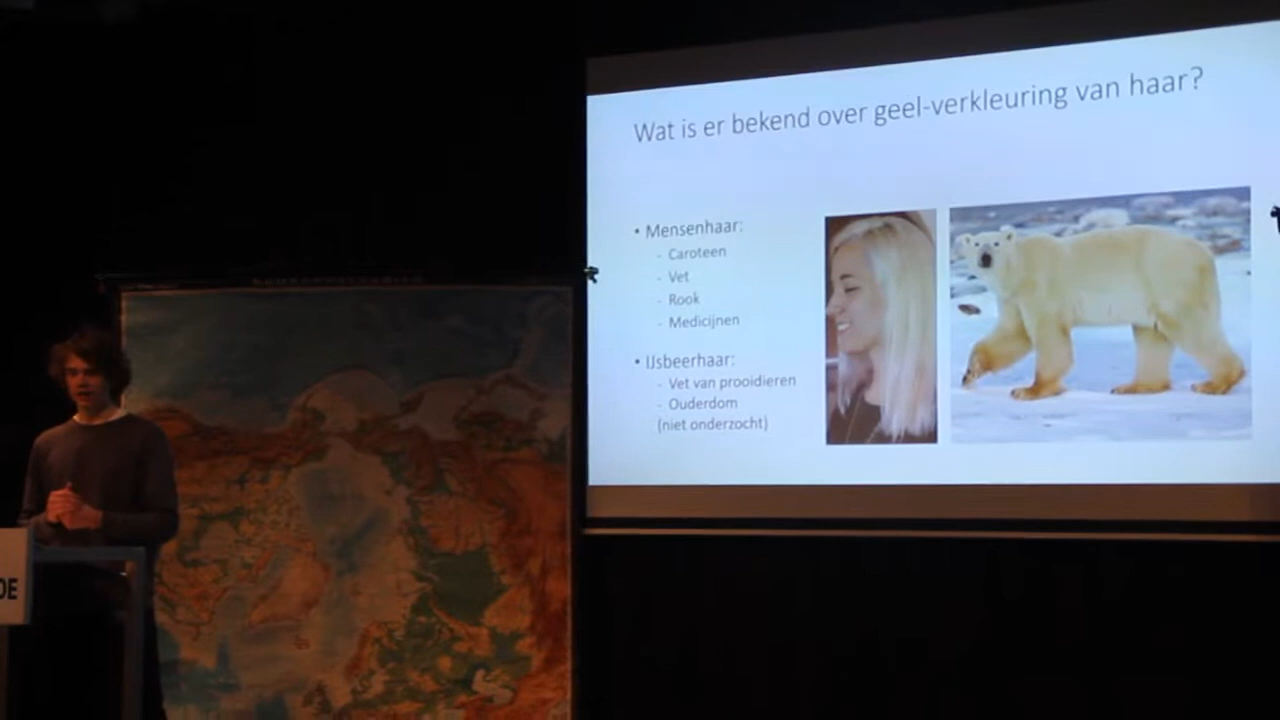 Wat is er bekend over geel-verkleuring van haar?
• Mensenhaar:
- Caroteen
- Vet
- Rook
- Medicijnen
• IJsbeerhaar:
- Vet van prooidieren
- Ouderdom
(niet onderzocht)
DE